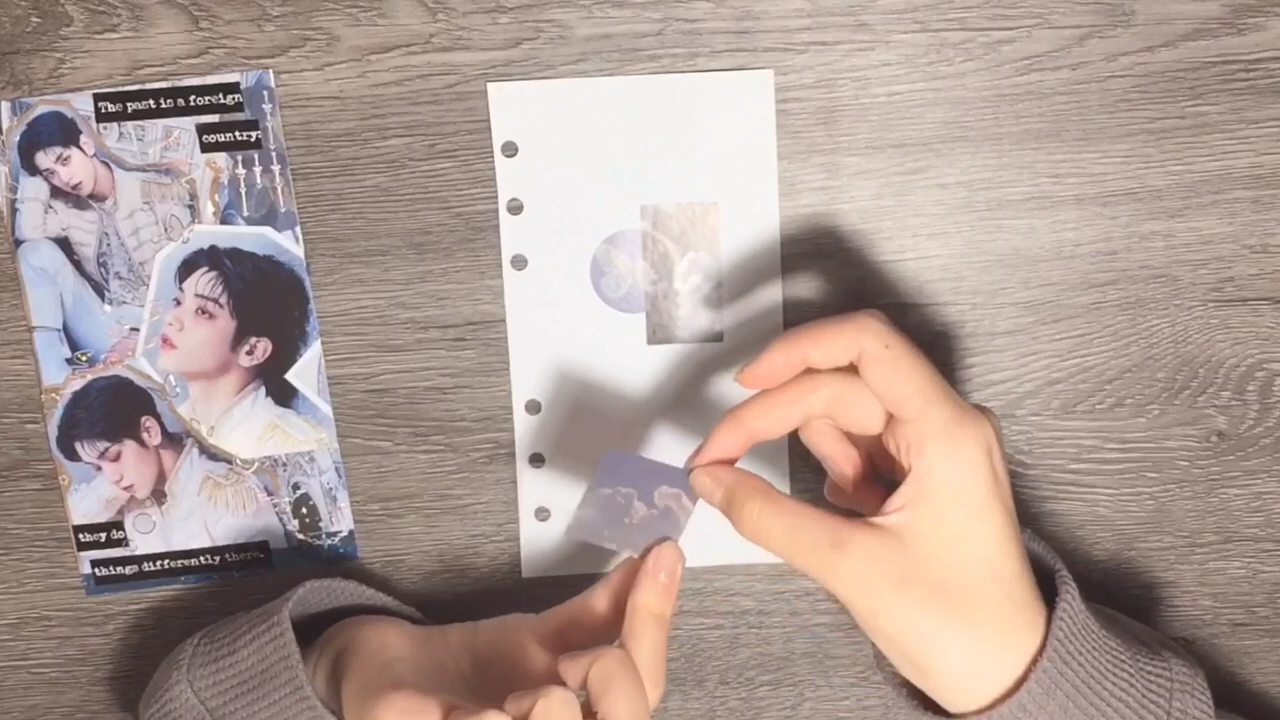 The past is a foreign
country:
they do
things differently there.